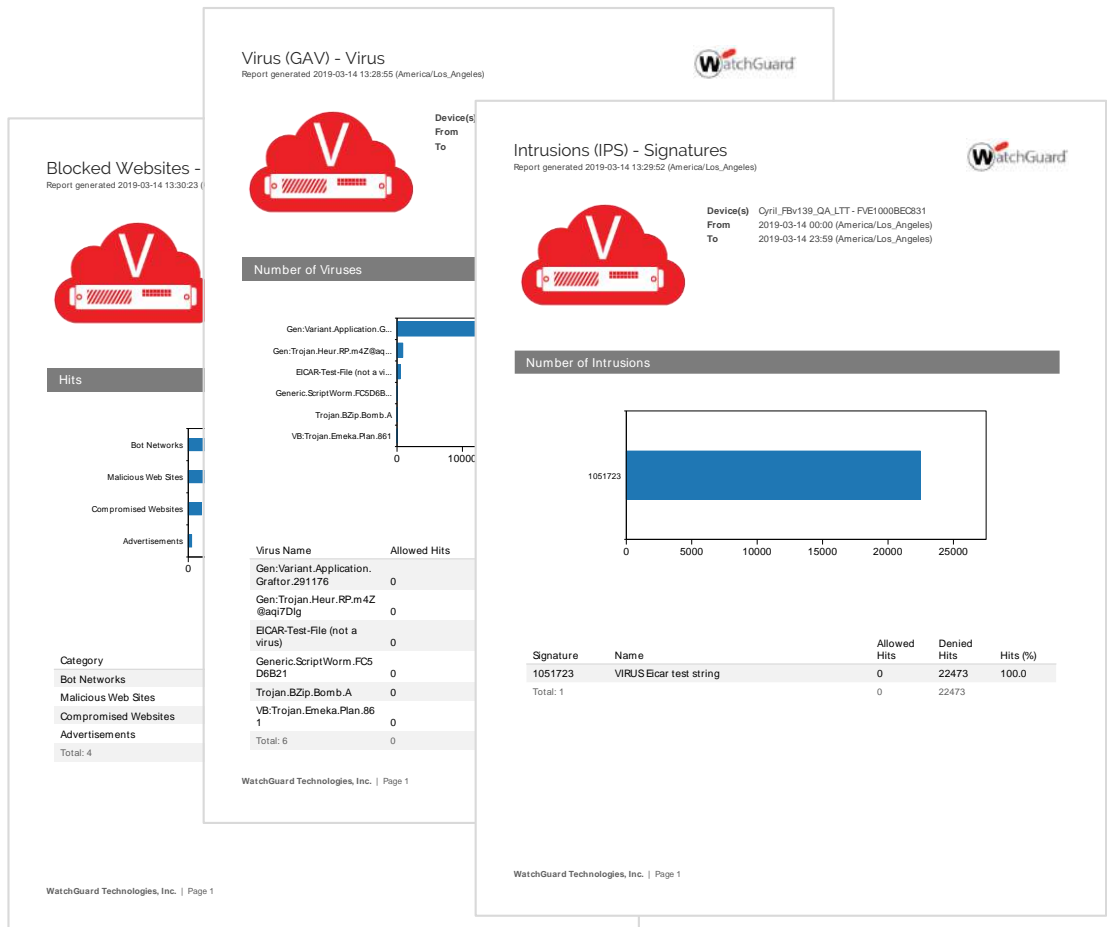 Blocked Websites -
Report generated 2019-03-14 13:30:23 (
V
Hits
Bot Networks
Malicious Web Sites
Compromised Websites
Advertisements
0
Category
Bot Networks
Malicious Web Sites
Compromised Websites
Advertisements
Total: 4
WatchGuard Technologies, Inc. | Page 1
Virus (GAV) - Virus
Report generated 2019-03-14 13:28:55 (America/Los_Angeles)
WatchGuard
V
Device(s)
From
To
Number of Viruses
Gen:Variant.Application.G...
Gen:Trojan.Heur.RP.m4Z@aq...
EICAR-Test-File (not a vi...
Generic.ScriptWorm.FC5D6B...
Trojan.BZip.Bomb.A
VB:Trojan.Emeka.Plan.861
0 10000
Virus Name Allowed Hits
Gen:Variant.Application.
Graftor.291176 0
Gen:Trojan.Heur.RP.m4Z
@aqi7Dlg 0
EICAR-Test-File (not a
virus) 0
Generic.ScriptWorm.FC5
D6B21 0
Trojan.BZip.Bomb.A 0
VB:Trojan.Emeka.Plan.86
1 0
Total: 6 0
WatchGuard Technologies, Inc. | Page 1
Intrusions (IPS) - Signatures
Report generated 2019-03-14 13:29:52 (America/Los_Angeles)
WatchGuard
V
Device(s) Cyril_FBv139_QA_LTT - FVE1000BEC831
From 2019-03-14 00:00 (America/Los_Angeles)
To 2019-03-14 23:59 (America/Los_Angeles)
Number of Intrusions
1051723
0 5000 10000 15000 20000 25000
Signature Name Allowed Hits Denied Hits Hits (%)
1051723 VIRUS Eicar test string 0 22473 100.0
Total: 1 0 22473
WatchGuard Technologies, Inc. | Page 1